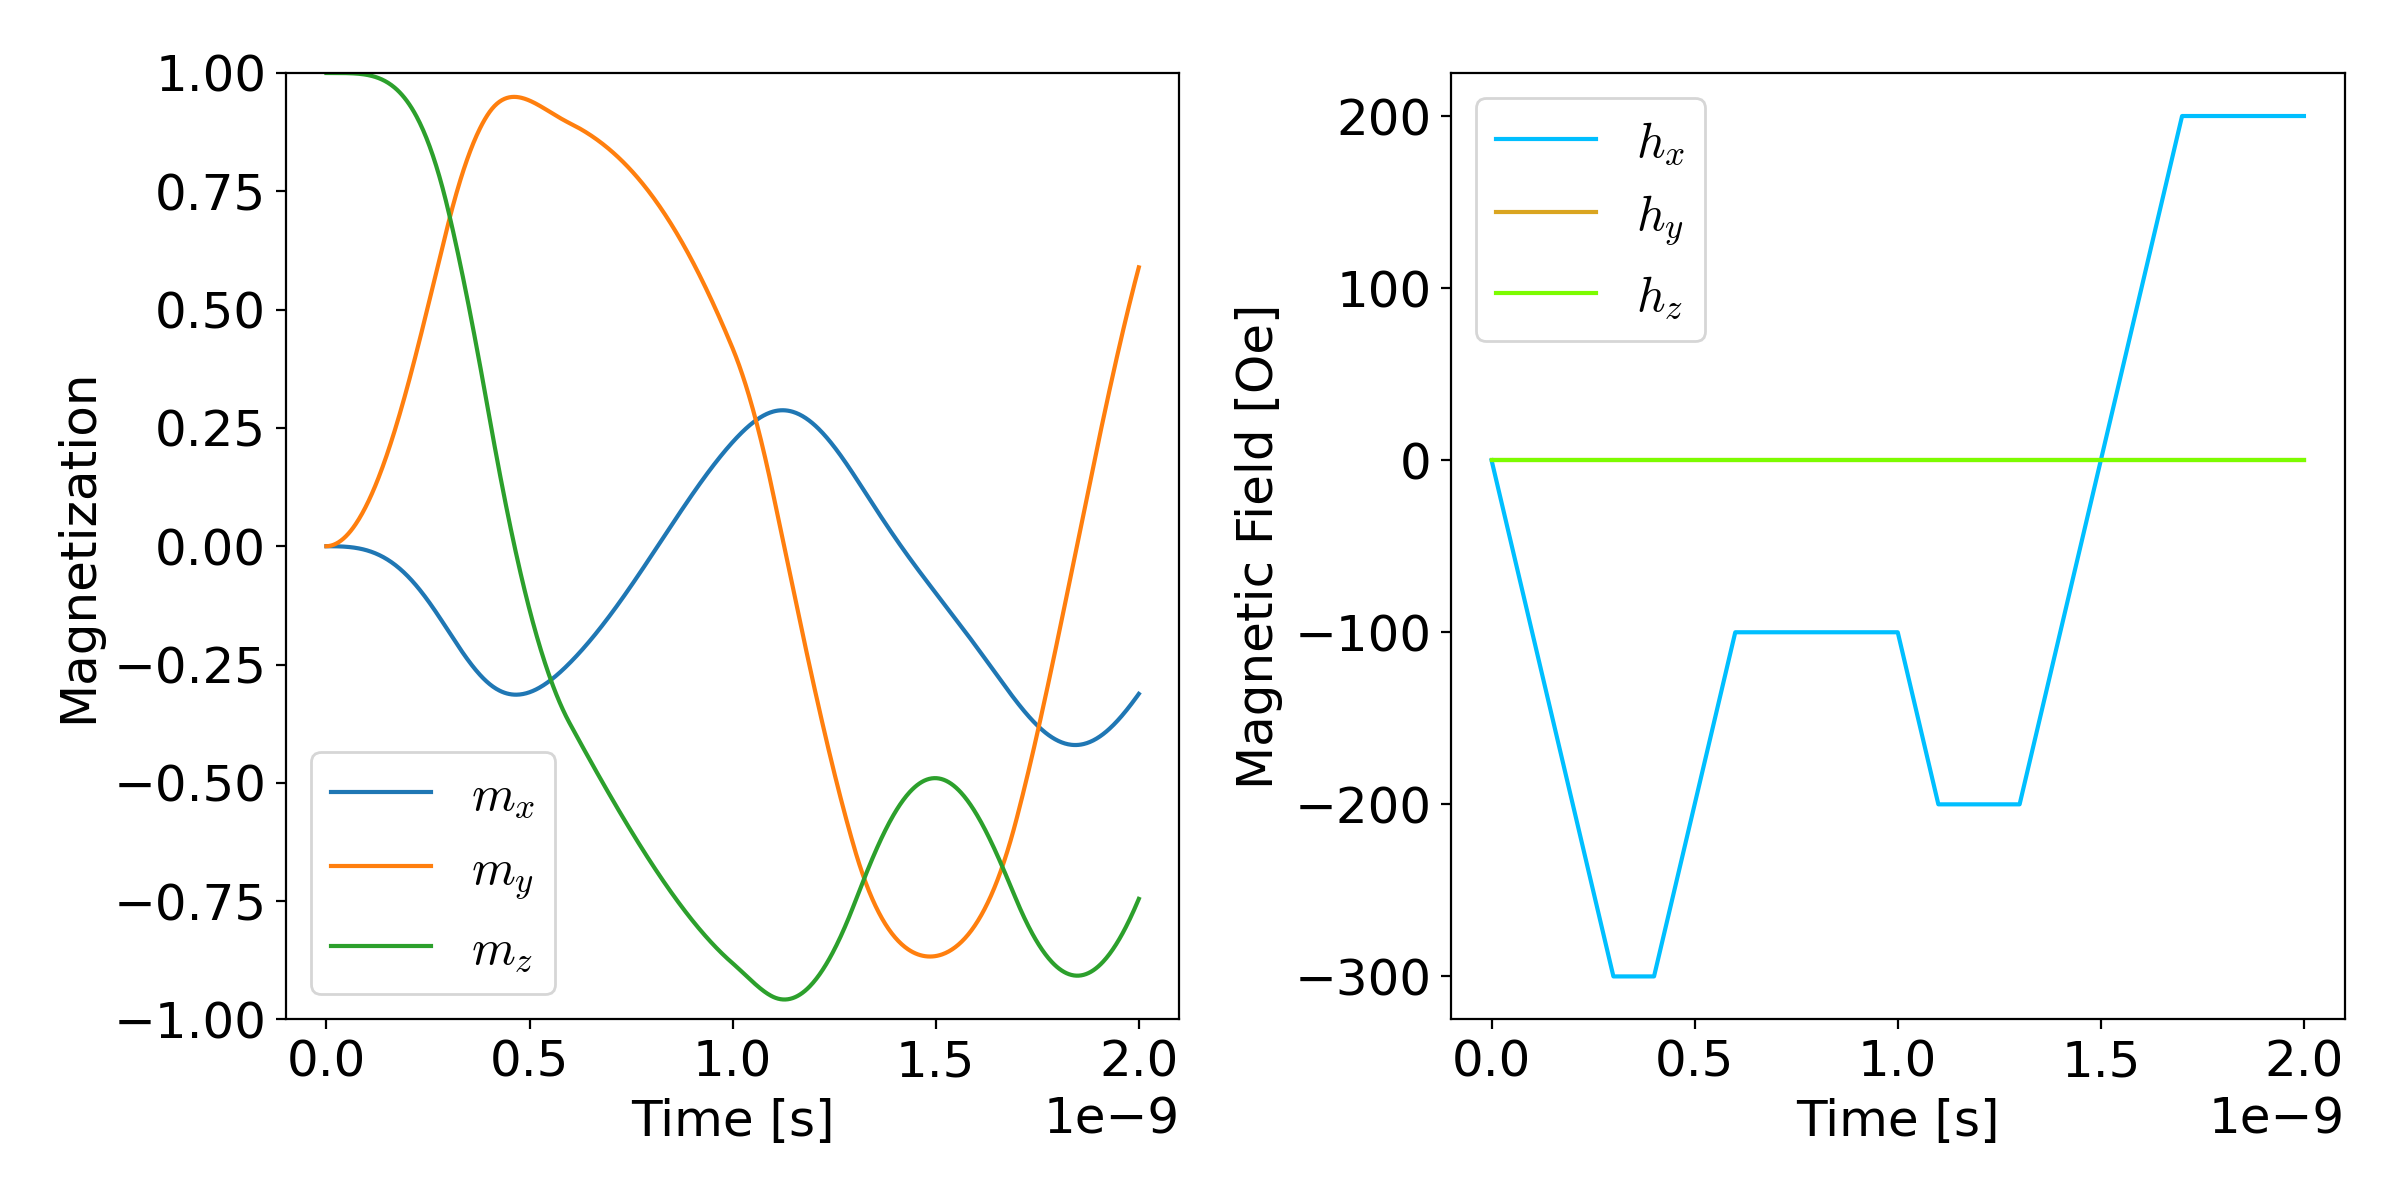 1.00
0.75
0.50
0.25
0.00
−0.25
−0.50
−0.75
−1.00
Magnetization
m_x
m_y
m_z
0.0 0.5 1.0 1.5 2.0
Time [s]
1e−9
200
100
0
−100
−200
−300
Magnetic Field [Oe]
h_x
h_y
h_z
0.0 0.5 1.0 1.5 2.0
Time [s]
1e−9